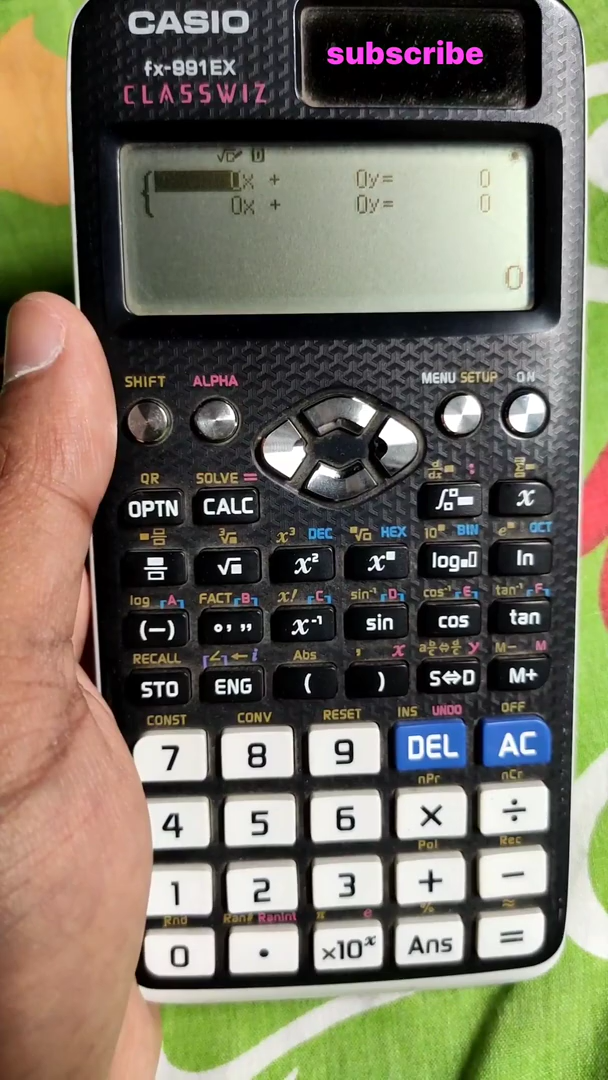 CASIO
subscribe
fx-991EX
CLASSWIZ
0x + 0y= 0
0x + 0y= 0
0
SHIFT ALPHA MENU SETUP ON
QR SOLVE =
OPTN CALC x
x³ DEC HEX 10■ BIN e■ OCT
√■ x² x■ log■□ ln
log A FACT B x! C sin⁻¹ D cos⁻¹ E tan⁻¹ F
(−) °’” x⁻¹ sin cos tan
RECALL ∠ ← i Abs , x y M− M
STO ENG ( ) S⇔D M+
CONST CONV RESET INS UNDO OFF
7 8 9 DEL AC
nPr nCr
4 5 6 × ÷
Pol Rec
1 2 3 + −
Rnd Ran# RanInt π e % ≈
0 • ×10ˣ Ans =